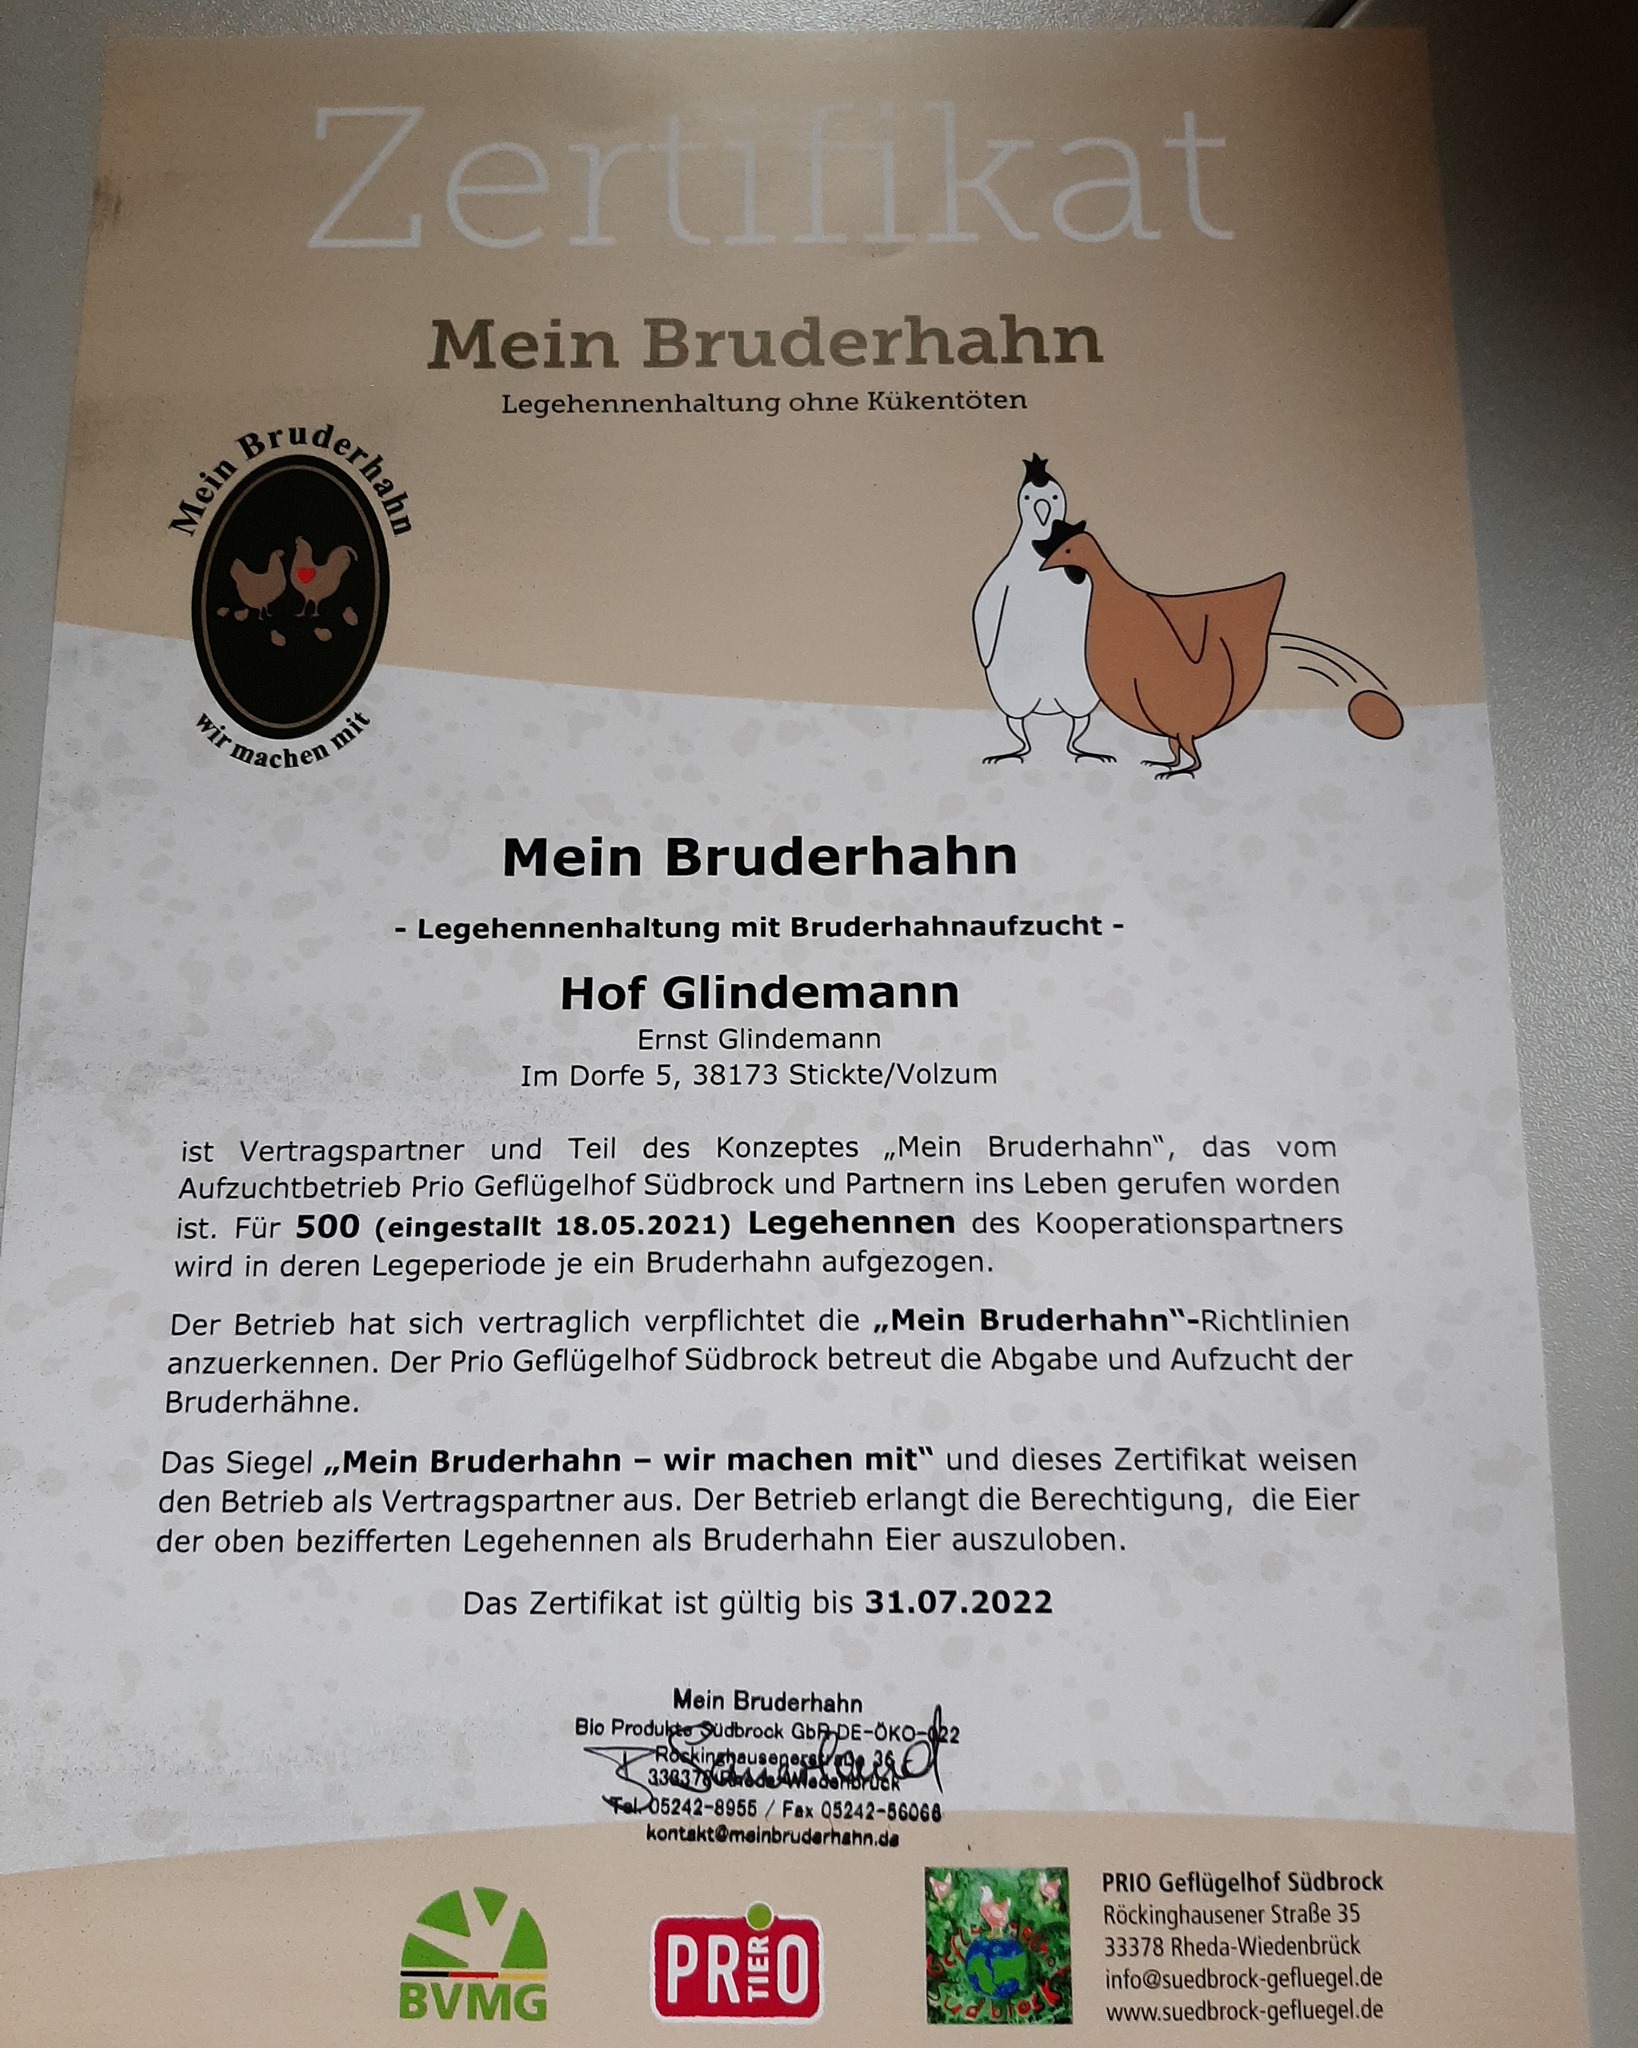 Zertifikat
Mein Bruderhahn
Legehennenhaltung ohne Kükentöten
Mein Bruderhahn
wir machen mit
Mein Bruderhahn
- Legehennenhaltung mit Bruderhahnaufzucht -
Hof Glindemann
Ernst Glindemann
Im Dorfe 5, 38173 Stickte/Volzum
ist Vertragspartner und Teil des Konzeptes „Mein Bruderhahn“, das vom
Aufzuchtbetrieb Prio Geflügelhof Südbrock und Partnern ins Leben gerufen worden
ist. Für 500 (eingestallt 18.05.2021) Legehennen des Kooperationspartners
wird in deren Legeperiode je ein Bruderhahn aufgezogen.
Der Betrieb hat sich vertraglich verpflichtet die „Mein Bruderhahn“-Richtlinien
anzuerkennen. Der Prio Geflügelhof Südbrock betreut die Abgabe und Aufzucht der
Bruderhähne.
Das Siegel „Mein Bruderhahn – wir machen mit“ und dieses Zertifikat weisen
den Betrieb als Vertragspartner aus. Der Betrieb erlangt die Berechtigung, die Eier
der oben bezifferten Legehennen als Bruderhahn Eier auszuloben.
Das Zertifikat ist gültig bis 31.07.2022
Mein Bruderhahn
Bio Produkte Südbrock GbR DE-ÖKO-022
Röckinghausenerstraße 36
33378 Rheda-Wiedenbrück
Tel. 05242-8955 / Fax 05242-56066
kontakt@meinbruderhahn.de
BVMG
PRIO
TIER
Geflügelhof
Südbrock
PRIO Geflügelhof Südbrock
Röckinghausener Straße 35
33378 Rheda-Wiedenbrück
info@suedbrock-gefluegel.de
www.suedbrock-gefluegel.de